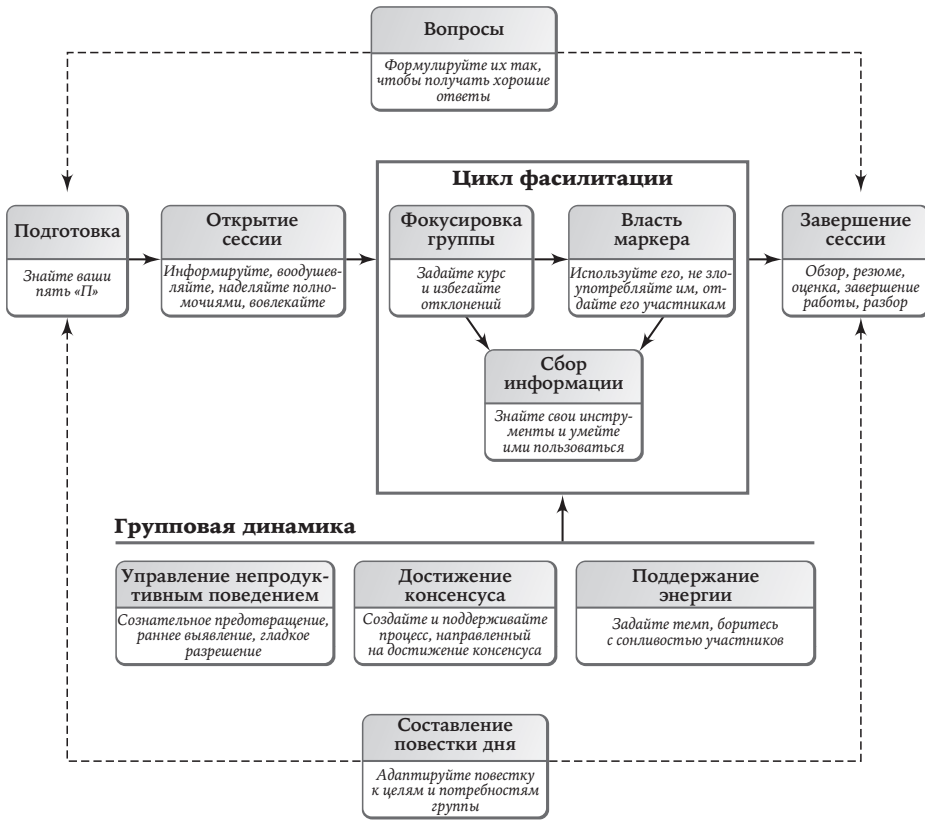 Вопросы
Формулируйте их так,
чтобы получать хорошие
ответы
Цикл фасилитации
Подготовка
Знайте ваши
пять «П»
Открытие
сессии
Информируйте, воодушев-
ляйте, наделяйте полно-
мочиями, вовлекайте
Фокусировка
группы
Задайте курс
и избегайте
отклонений
Власть
маркера
Используйте его, не зло-
употребляйте им, от-
дайте его участникам
Завершение
сессии
Обзор, резюме,
оценка, завершение
работы, разбор
Сбор
информации
Знайте свои инстру-
менты и умейте
ими пользоваться
Групповая динамика
Управление непродук-
тивным поведением
Сознательное предотвращение,
раннее выявление, гладкое
разрешение
Достижение
консенсуса
Создайте и поддерживайте
процесс, направленный
на достижение консенсуса
Поддержание
энергии
Задайте темп, боритесь
с сонливостью участников
Составление
повестки дня
Адаптируйте повестку
к целям и потребностям
группы